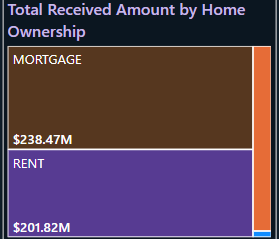 Total Received Amount by Home
Ownership
MORTGAGE
$238.47M
RENT
$201.82M